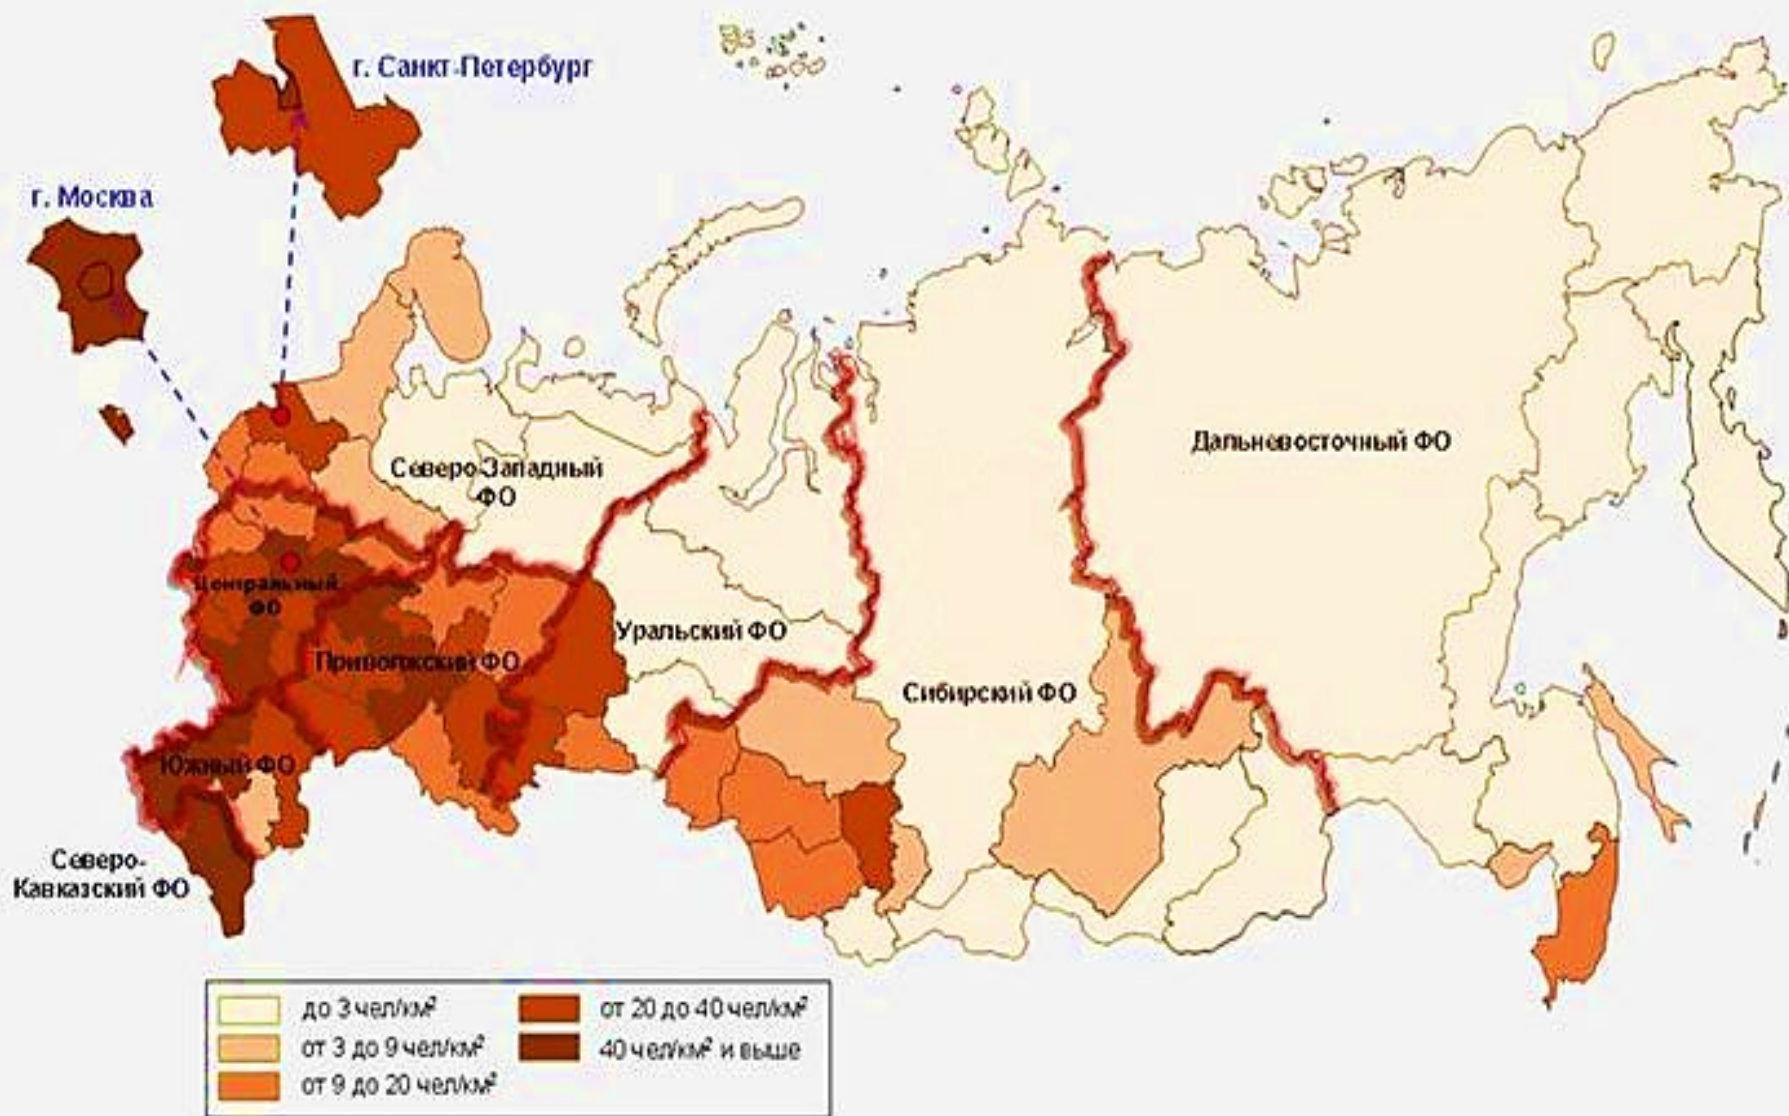 г. Санкт-Петербург
г. Москва
Дальневосточный ФО
Северо-Западный
ФО
Центральный
ФО
Уральский ФО
Приволжский ФО
Сибирский ФО
Южный ФО
Северо-
Кавказский ФО
до 3 чел/км²
от 3 до 9 чел/км²
от 9 до 20 чел/км²
от 20 до 40 чел/км²
40 чел/км² и выше